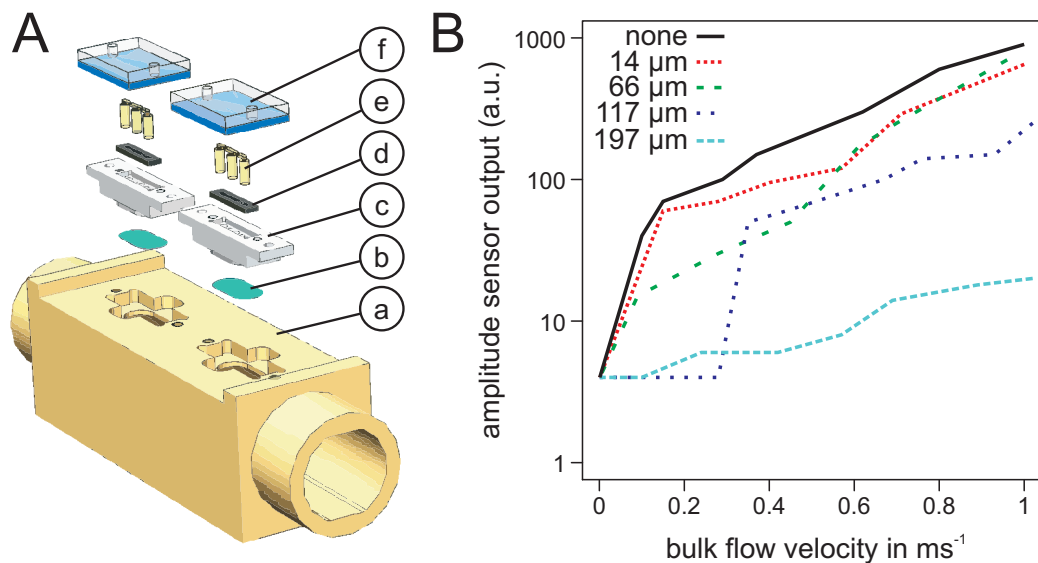 A
f
e
d
c
b
a
B
none
14 µm
66 µm
117 µm
197 µm
amplitude sensor output (a.u.)
1000
100
10
1
0
0.2
0.4
0.6
0.8
1
bulk flow velocity in ms⁻¹